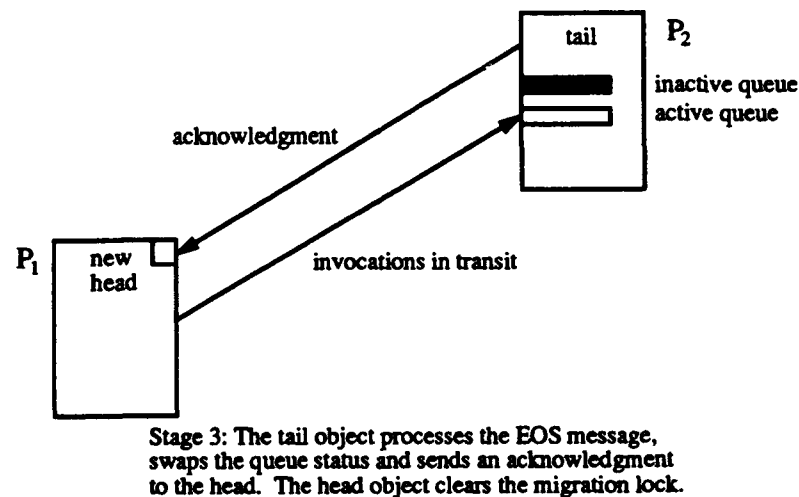 tail
P2
inactive queue
active queue
acknowledgment
P1
new
head
invocations in transit
Stage 3: The tail object processes the EOS message,
swaps the queue status and sends an acknowledgment
to the head. The head object clears the migration lock.